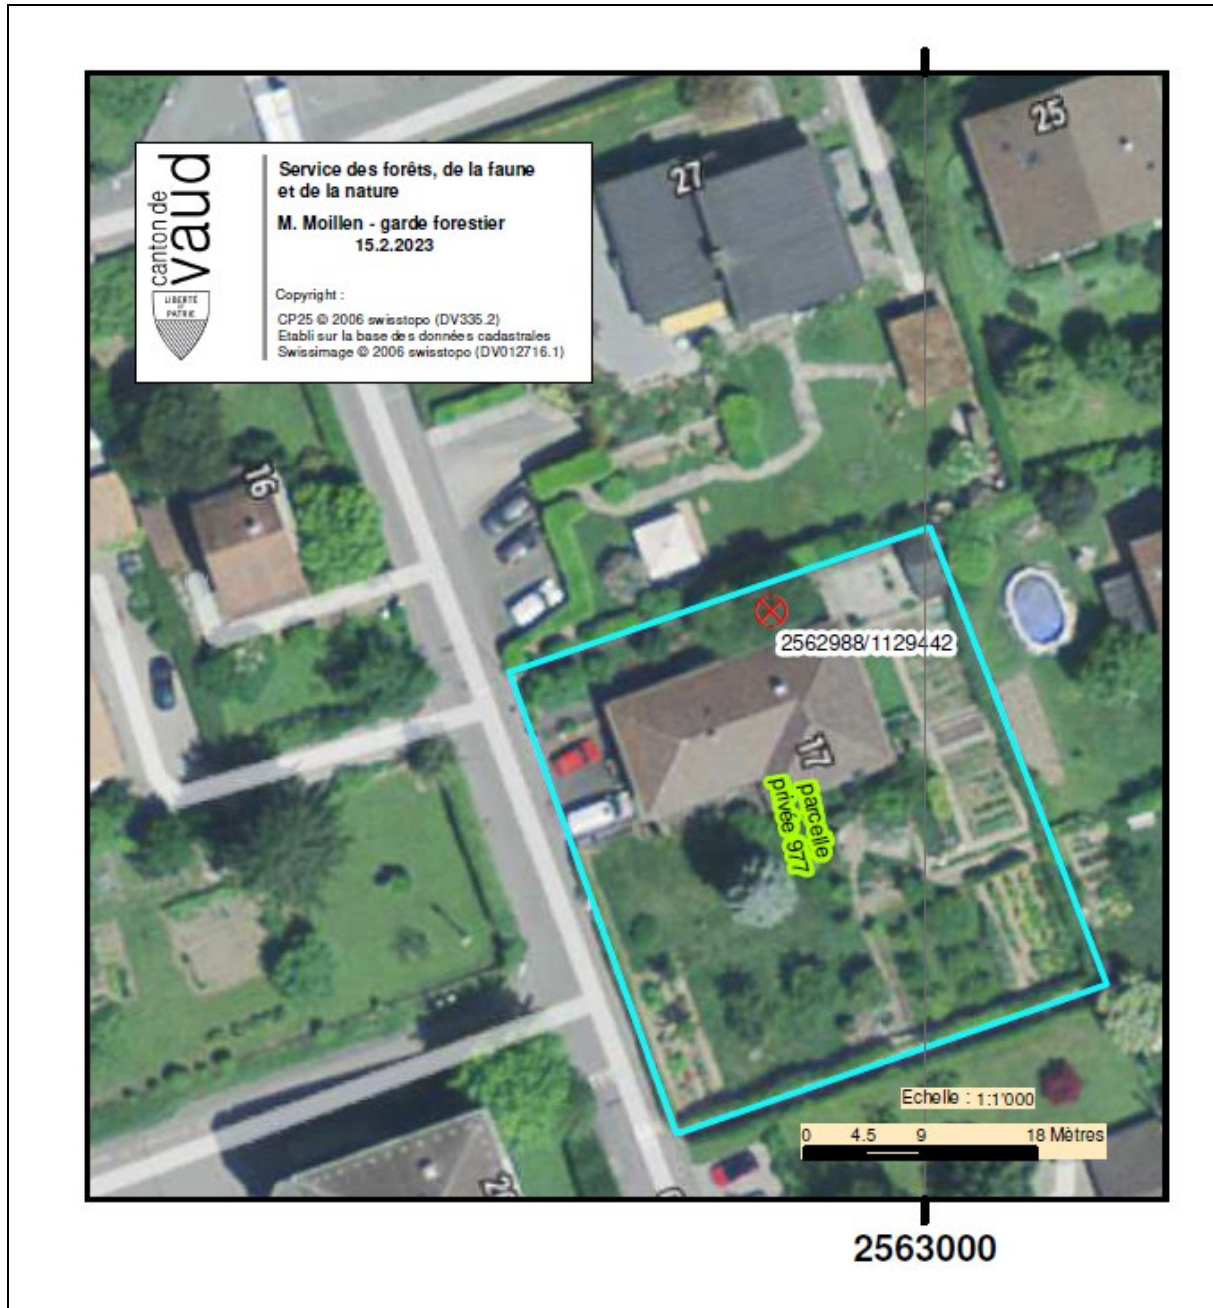 canton de
vaud
LIBERTÉ
ET
PATRIE
Service des forêts, de la faune
et de la nature
M. Moillen - garde forestier
15.2.2023
Copyright :
CP25 © 2006 swisstopo (DV335.2)
Etabli sur la base des données cadastrales
Swissimage © 2006 swisstopo (DV012716.1)
27
25
16
2562988/1129442
17
parcelle
privée 977
Echelle : 1:1'000
0 4.5 9 18 Mètres
2563000